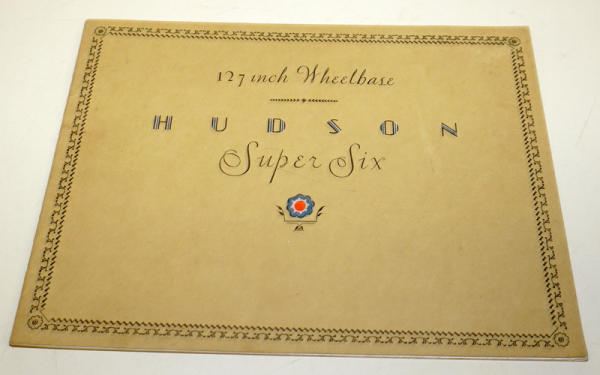 127 inch Wheelbase
HUDSON
Super Six